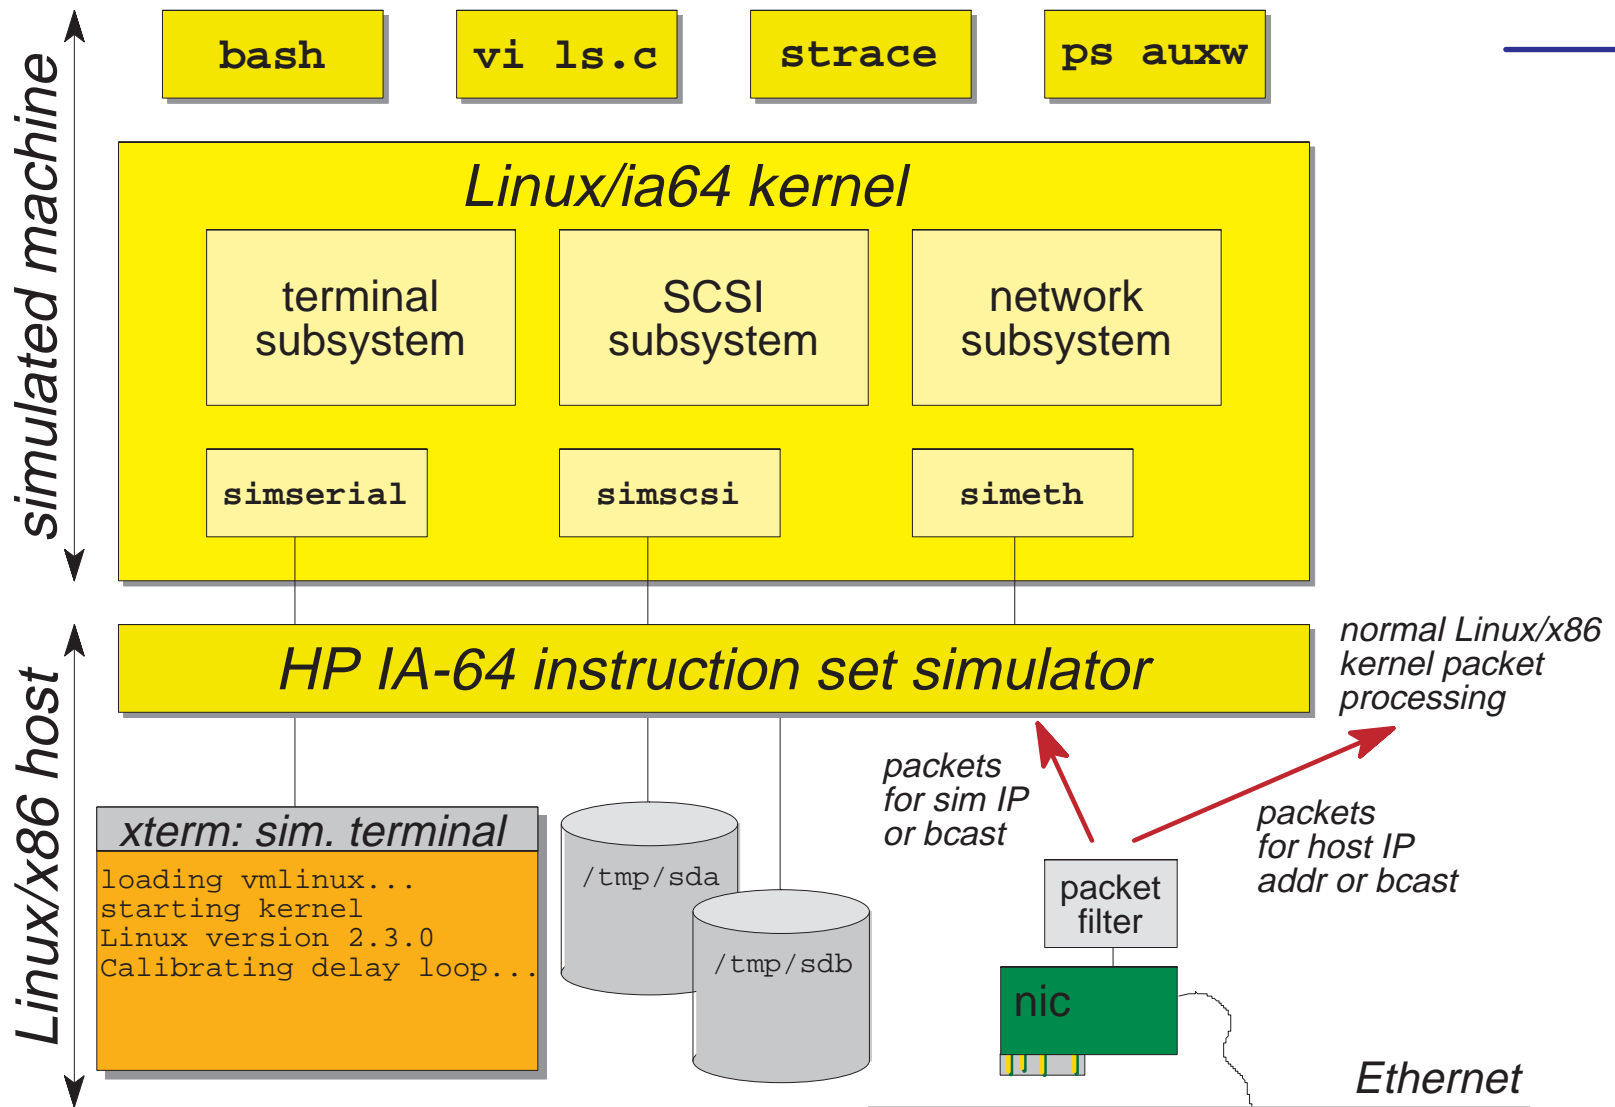 simulated machine
bash
vi ls.c
strace
ps auxw
Linux/ia64 kernel
terminal
subsystem
SCSI
subsystem
network
subsystem
simserial
simscsi
simeth
Linux/x86 host
HP IA-64 instruction set simulator
normal Linux/x86
kernel packet
processing
packets
for sim IP
or bcast
packets
for host IP
addr or bcast
xterm: sim. terminal
loading vmlinux...
starting kernel
Linux version 2.3.0
Calibrating delay loop...
/tmp/sda
/tmp/sdb
packet
filter
nic
Ethernet